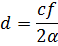 d = cf / 2α